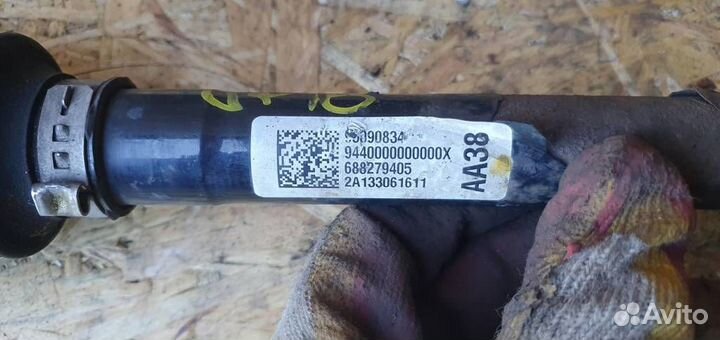 9440000000000X
688279405
2A133061611
AA38
Avito